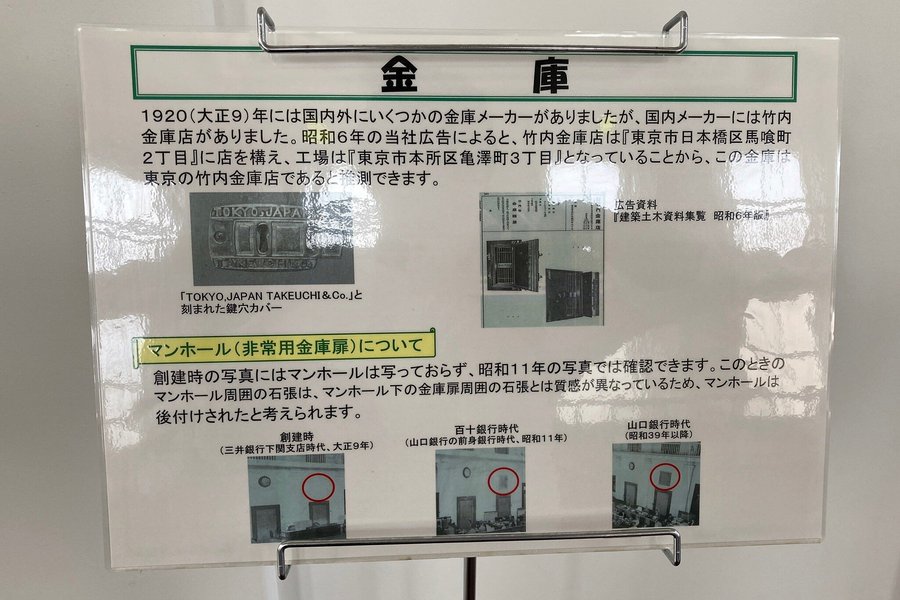 金庫
1920(大正9)年には国内外にいくつかの金庫メーカーがありましたが、国内メーカーには竹内
金庫店がありました。昭和6年の当社広告によると、竹内金庫店は『東京市日本橋区馬喰町
2丁目』に店を構え、工場は『東京市本所区亀澤町3丁目』となっていることから、この金庫は
東京の竹内金庫店であると推測できます。
TOKYO,JAPAN
広告資料
『建築土木資料集覧 昭和6年版』
「TOKYO,JAPAN TAKEUCHI&Co.」と
刻まれた鍵穴カバー
マンホール(非常用金庫扉)について
創建時の写真にはマンホールは写っておらず、昭和11年の写真では確認できます。このときの
マンホール周囲の石張は、マンホール下の金庫扉周囲の石張とは質感が異なっているため、マンホールは
後付けされたと考えられます。
創建時
(三井銀行下関支店時代、大正9年)
百十銀行時代
(山口銀行の前身銀行時代、昭和11年)
山口銀行時代
(昭和39年以降)